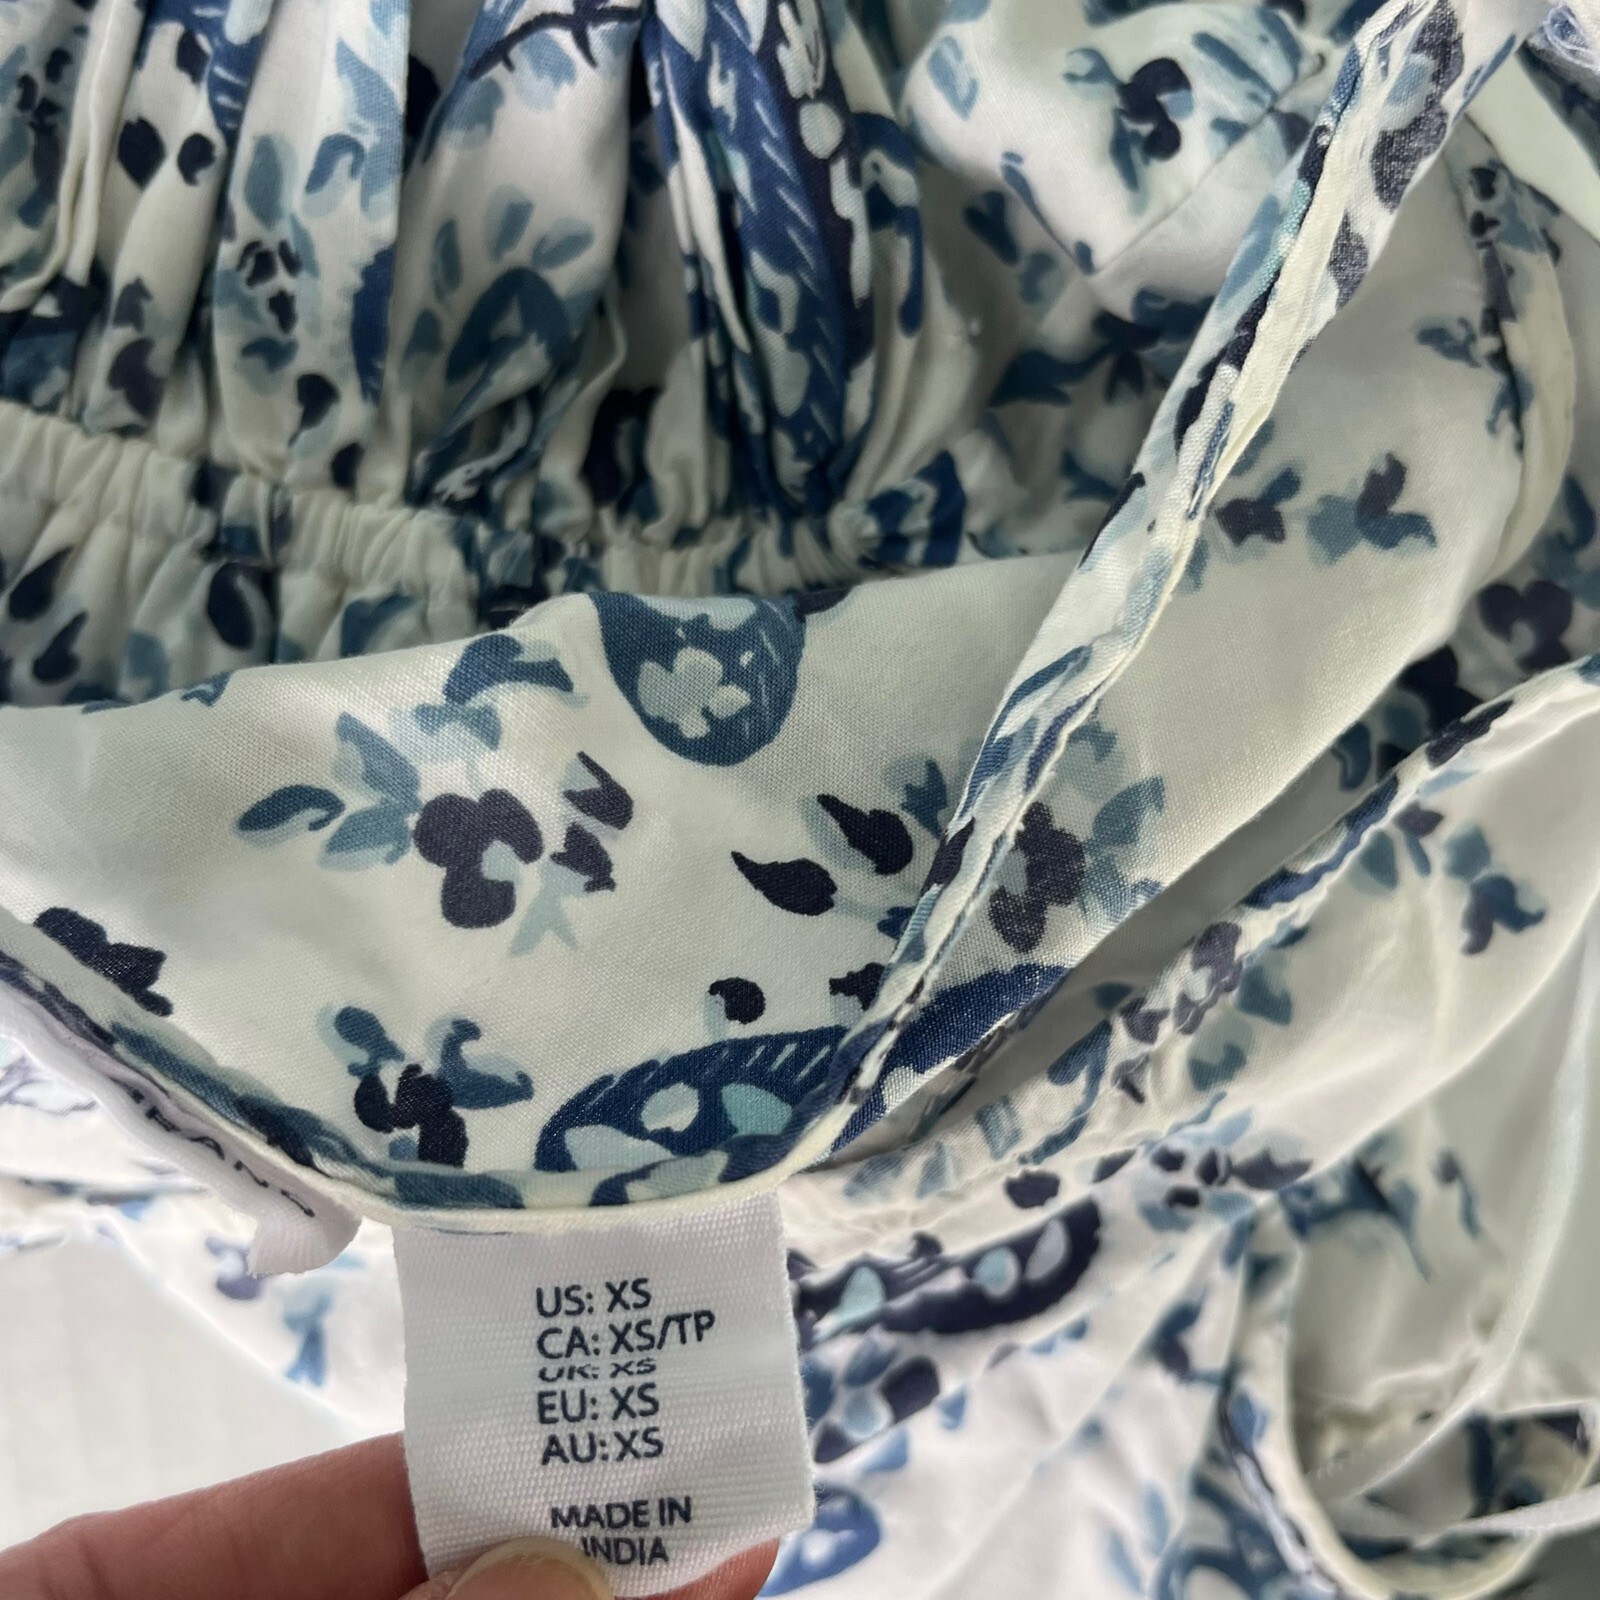 US: XS
CA: XS/TP
UK: XS
EU: XS
AU: XS
MADE IN
INDIA